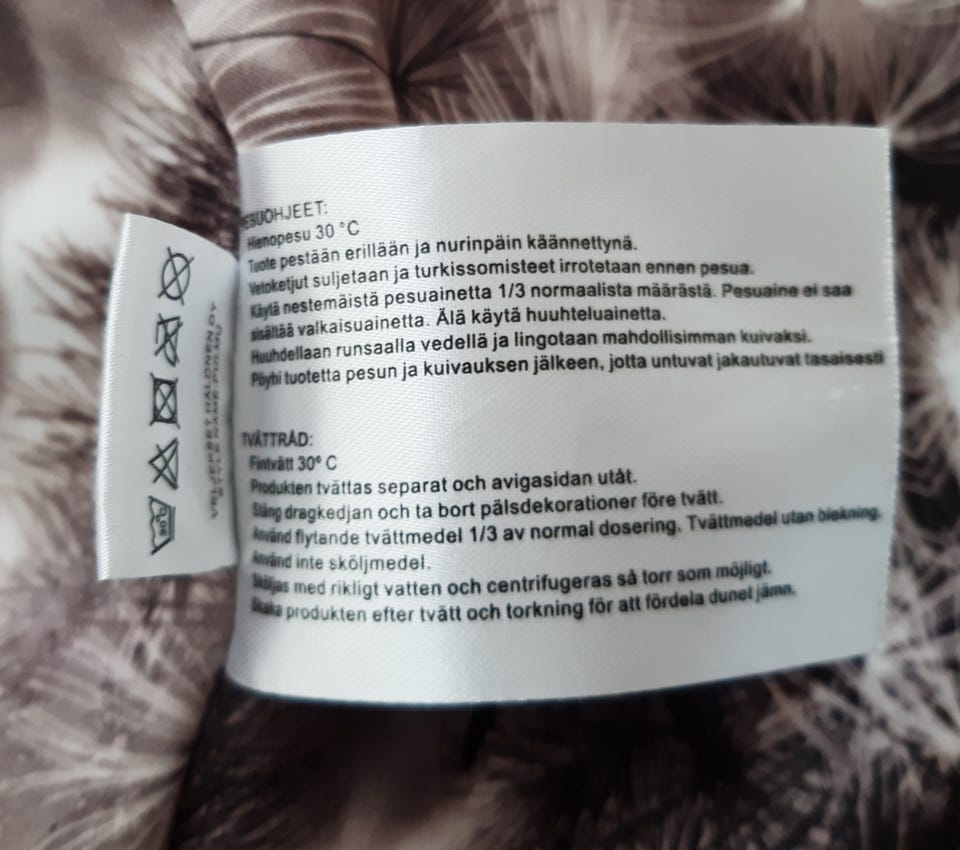 PESUOHJEET:
Hienopesu 30 °C
Tuote pestään erillään ja nurinpäin käännettynä.
Vetoketjut suljetaan ja turkissomisteet irrotetaan ennen pesua.
Käytä nestemäistä pesuainetta 1/3 normaalista määrästä. Pesuaine ei saa
sisältää valkaisuainetta. Älä käytä huuhteluainetta.
Huuhdellaan runsaalla vedellä ja lingotaan mahdollisimman kuivaksi.
Pöyhi tuotetta pesun ja kuivauksen jälkeen, jotta untuvat jakautuvat tasaisesti
TVÄTTRÅD:
Fintvätt 30° C
Produkten tvättas separat och avigasidan utåt.
Stäng dragkedjan och ta bort pälsdekorationer före tvätt.
Använd flytande tvättmedel 1/3 av normal dosering. Tvättmedel utan blekning.
Använd inte sköljmedel.
Sköljas med rikligt vatten och centrifugeras så torr som möjligt.
Skaka produkten efter tvätt och torkning för att fördela dunet jämn.
VELJEKSET HALONEN OY
STYLE NAME